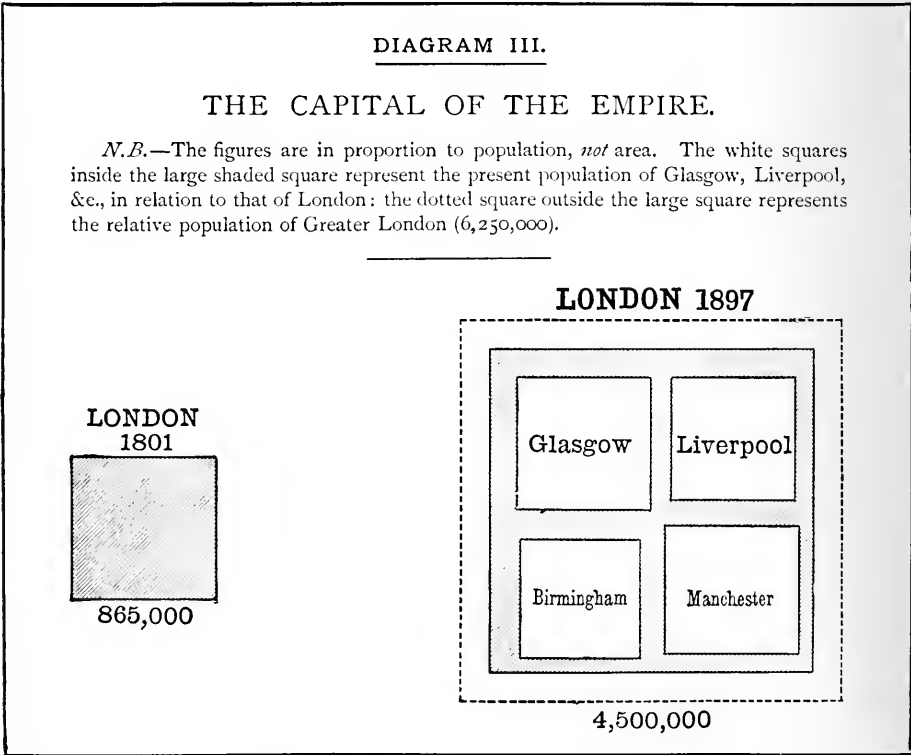 DIAGRAM III.
THE CAPITAL OF THE EMPIRE.
N.B.—The figures are in proportion to population, not area. The white squares
inside the large shaded square represent the present population of Glasgow, Liverpool,
&c., in relation to that of London: the dotted square outside the large square represents
the relative population of Greater London (6,250,000).
LONDON 1897
Glasgow
Liverpool
Birmingham
Manchester
4,500,000
LONDON
1801
865,000